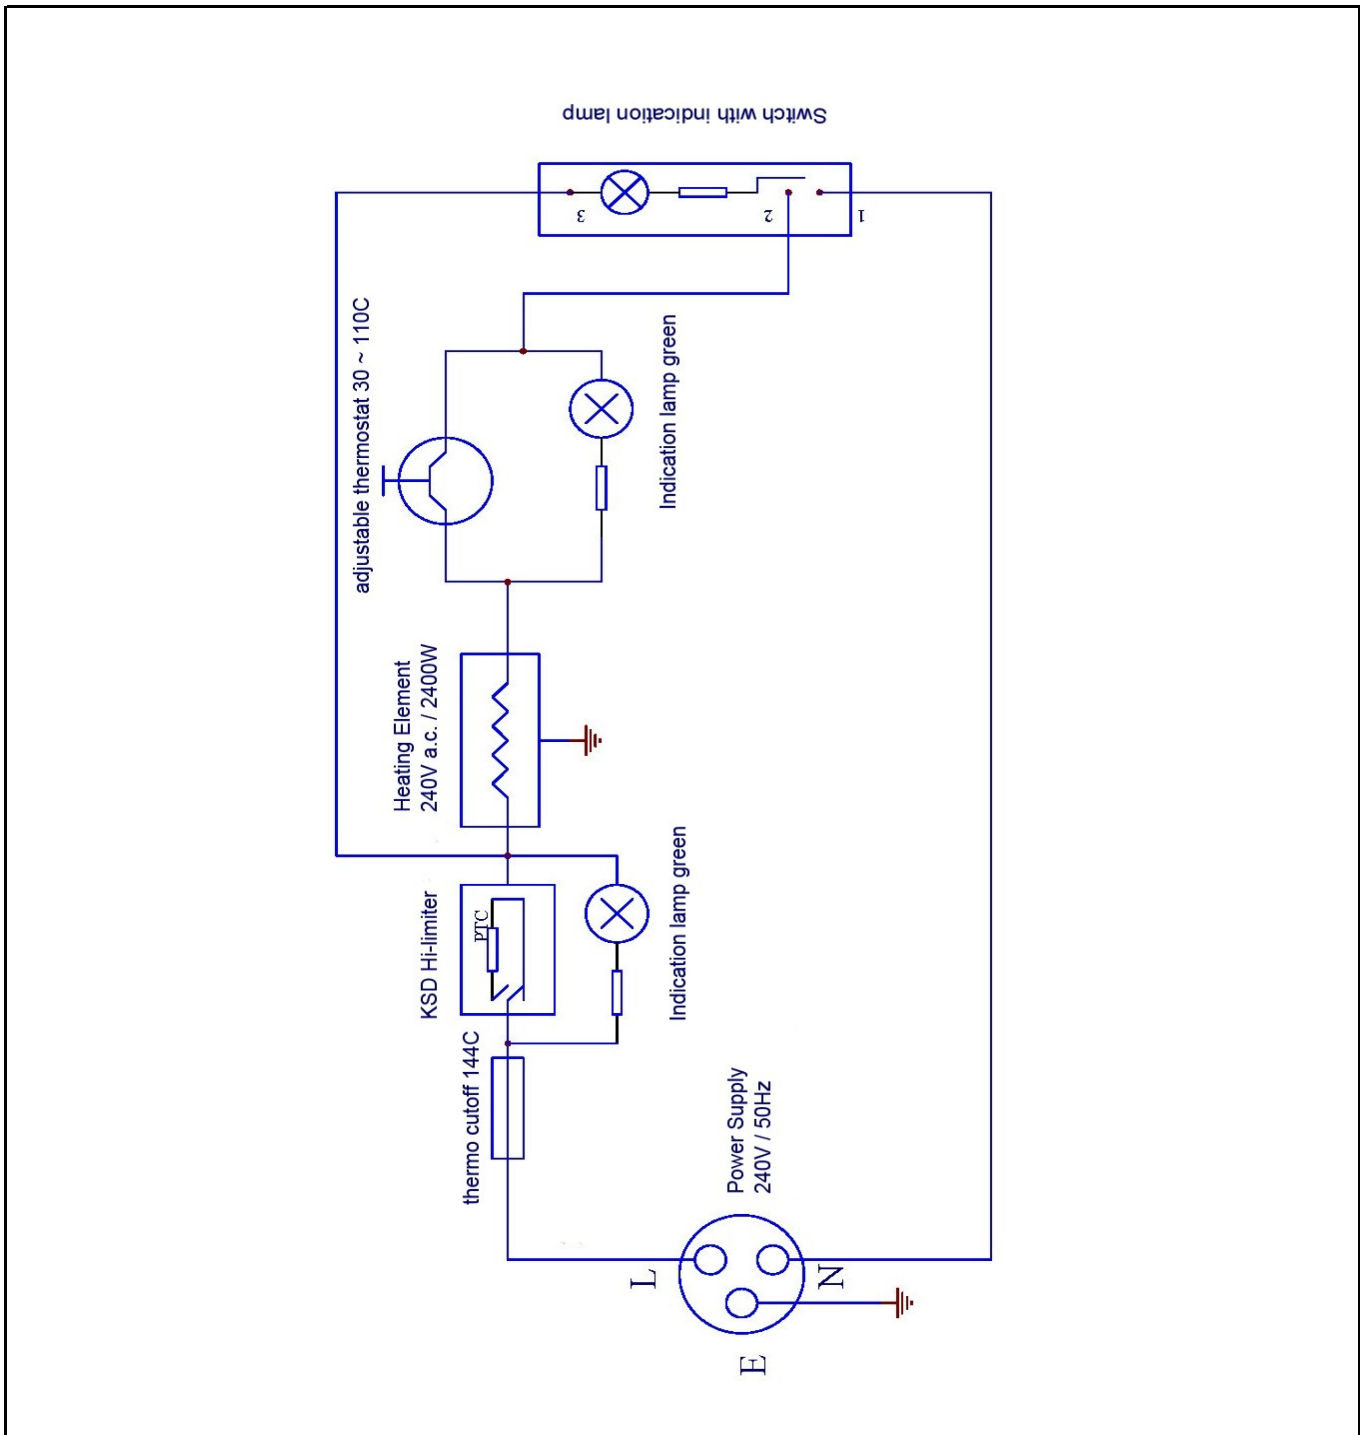 Switch with indication lamp
3
2
1
adjustable thermostat 30 ~ 110C
Indication lamp green
Heating Element
240V a.c. / 2400W
KSD Hi-limiter
PTC
Indication lamp green
thermo cutoff 144C
Power Supply
240V / 50Hz
L
N
E